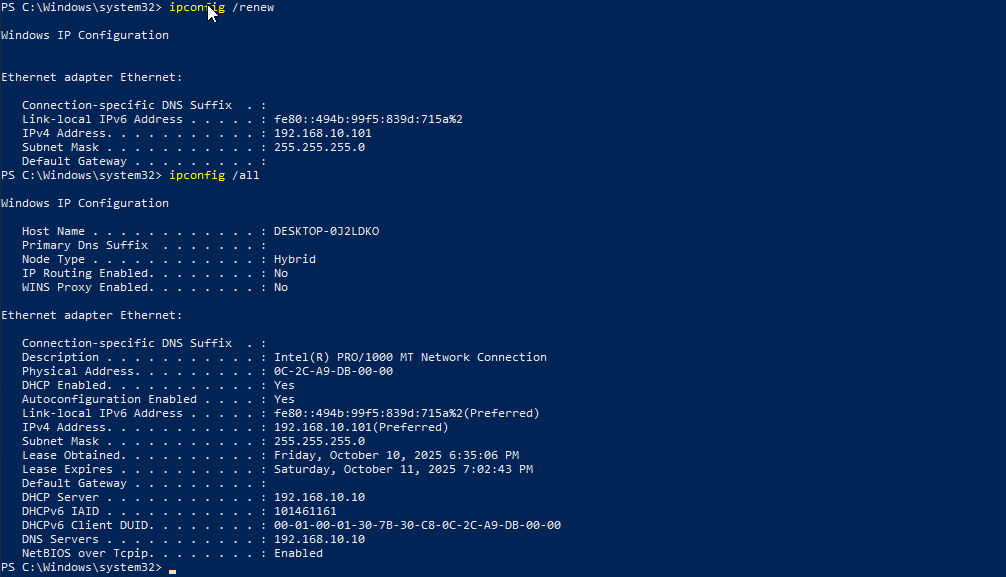 PS C:\Windows\system32> ipconfig /renew
Windows IP Configuration
Ethernet adapter Ethernet:
   Connection-specific DNS Suffix  . :
   Link-local IPv6 Address . . . . . : fe80::494b:99f5:839d:715a%2
   IPv4 Address. . . . . . . . . . . : 192.168.10.101
   Subnet Mask . . . . . . . . . . . : 255.255.255.0
   Default Gateway . . . . . . . . . :
PS C:\Windows\system32> ipconfig /all
Windows IP Configuration
   Host Name . . . . . . . . . . . . : DESKTOP-0J2LDKO
   Primary Dns Suffix  . . . . . . . :
   Node Type . . . . . . . . . . . . : Hybrid
   IP Routing Enabled. . . . . . . . : No
   WINS Proxy Enabled. . . . . . . . : No
Ethernet adapter Ethernet:
   Connection-specific DNS Suffix  . :
   Description . . . . . . . . . . . : Intel(R) PRO/1000 MT Network Connection
   Physical Address. . . . . . . . . : 0C-2C-A9-DB-00-00
   DHCP Enabled. . . . . . . . . . . : Yes
   Autoconfiguration Enabled . . . . : Yes
   Link-local IPv6 Address . . . . . : fe80::494b:99f5:839d:715a%2(Preferred)
   IPv4 Address. . . . . . . . . . . : 192.168.10.101(Preferred)
   Subnet Mask . . . . . . . . . . . : 255.255.255.0
   Lease Obtained. . . . . . . . . . : Friday, October 10, 2025 6:35:06 PM
   Lease Expires . . . . . . . . . . : Saturday, October 11, 2025 7:02:43 PM
   Default Gateway . . . . . . . . . :
   DHCP Server . . . . . . . . . . . : 192.168.10.10
   DHCPv6 IAID . . . . . . . . . . . : 101461161
   DHCPv6 Client DUID. . . . . . . . : 00-01-00-01-30-7B-30-C8-0C-2C-A9-DB-00-00
   DNS Servers . . . . . . . . . . . : 192.168.10.10
   NetBIOS over Tcpip. . . . . . . . : Enabled
PS C:\Windows\system32>